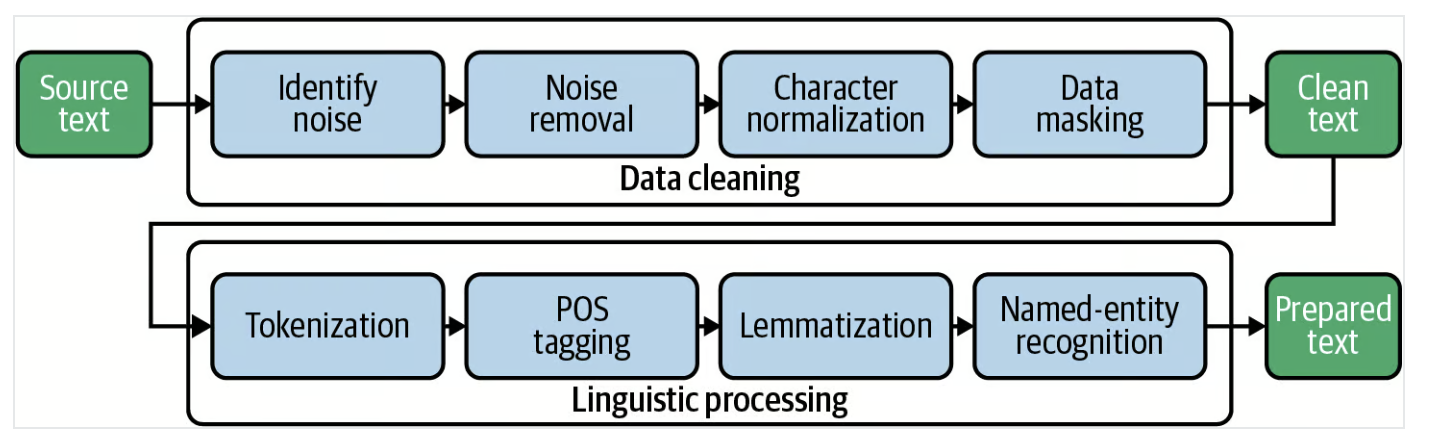 Source
text
Identify
noise
Noise
removal
Character
normalization
Data
masking
Clean
text
Data cleaning
Tokenization
POS
tagging
Lemmatization
Named-entity
recognition
Prepared
text
Linguistic processing